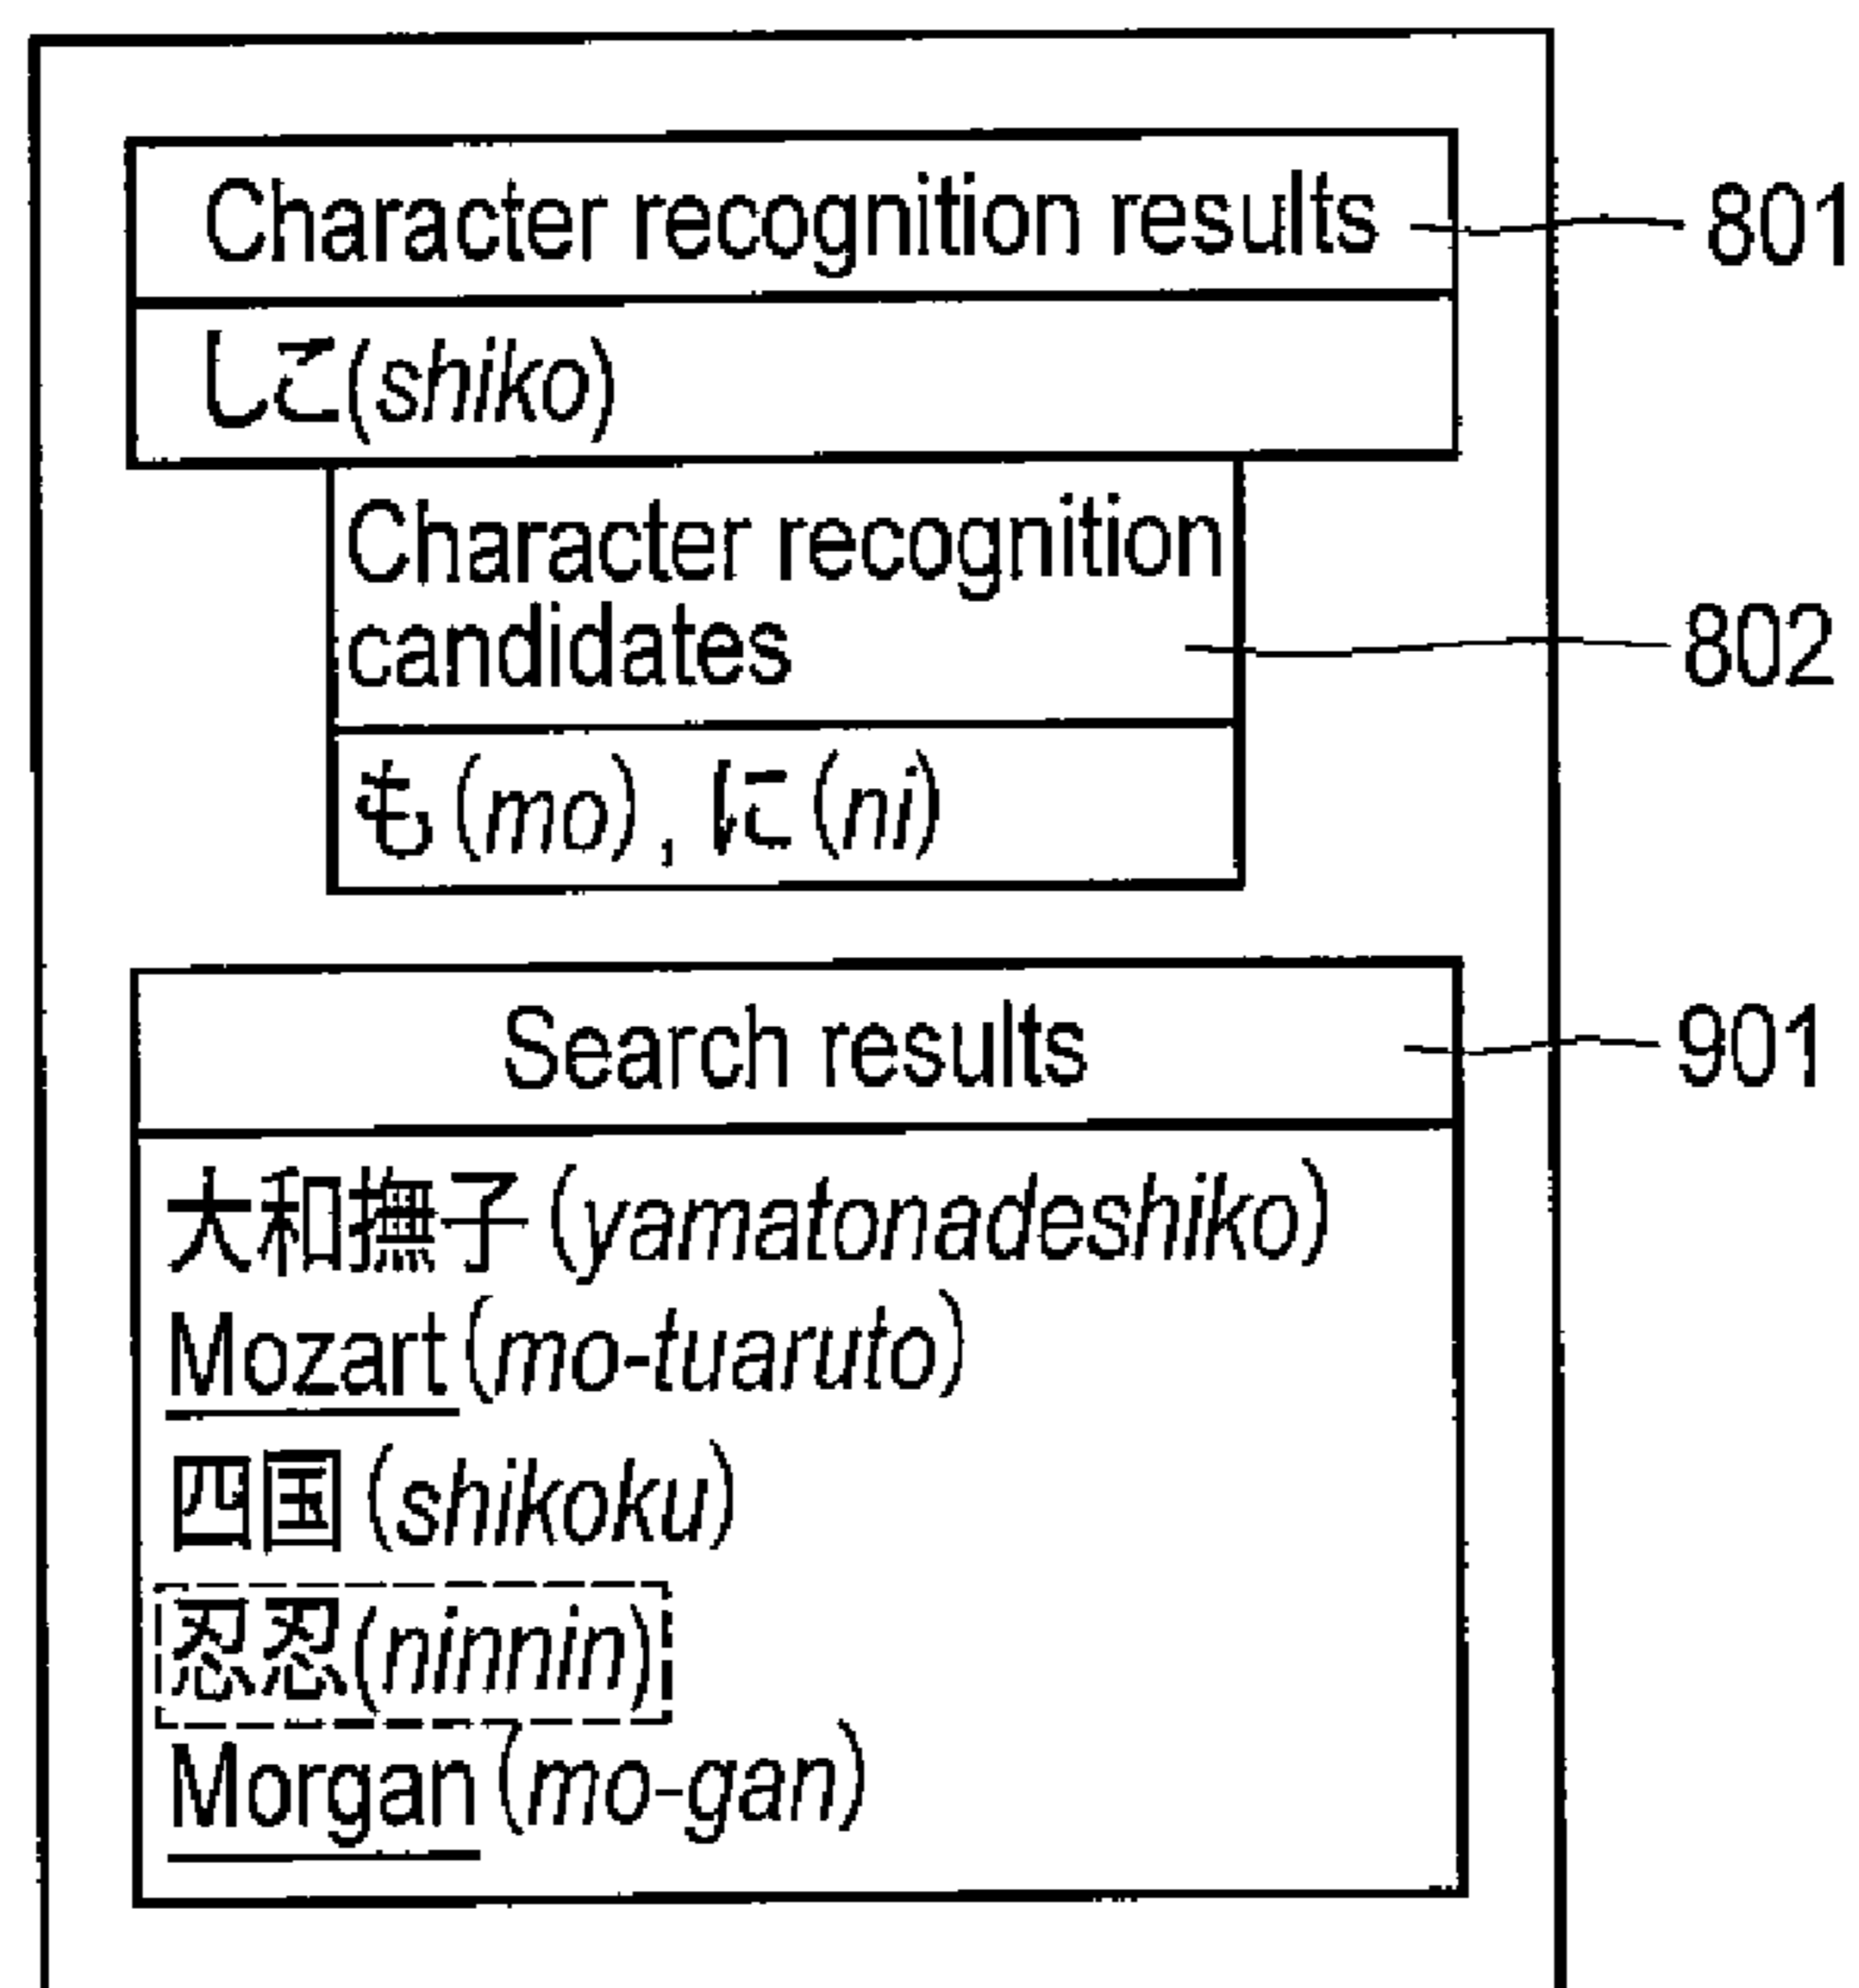 Character recognition results 801
しこ(shiko)
Character recognition
candidates 802
も(mo), に(ni)
Search results 901
大和撫子(yamatonadeshiko)
Mozart(mo-tuaruto)
四国(shikoku)
忍忍(ninnin)
Morgan(mo-gan)